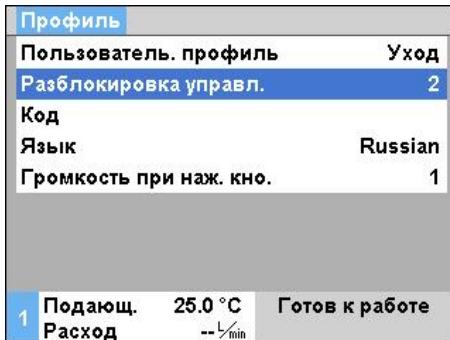 Профиль
Пользователь. профиль Уход
Разблокировка управл. 2
Код
Язык Russian
Громкость при наж. кно. 1
1 Подающ. 25.0 °C Готов к работе
Расход -- L/min